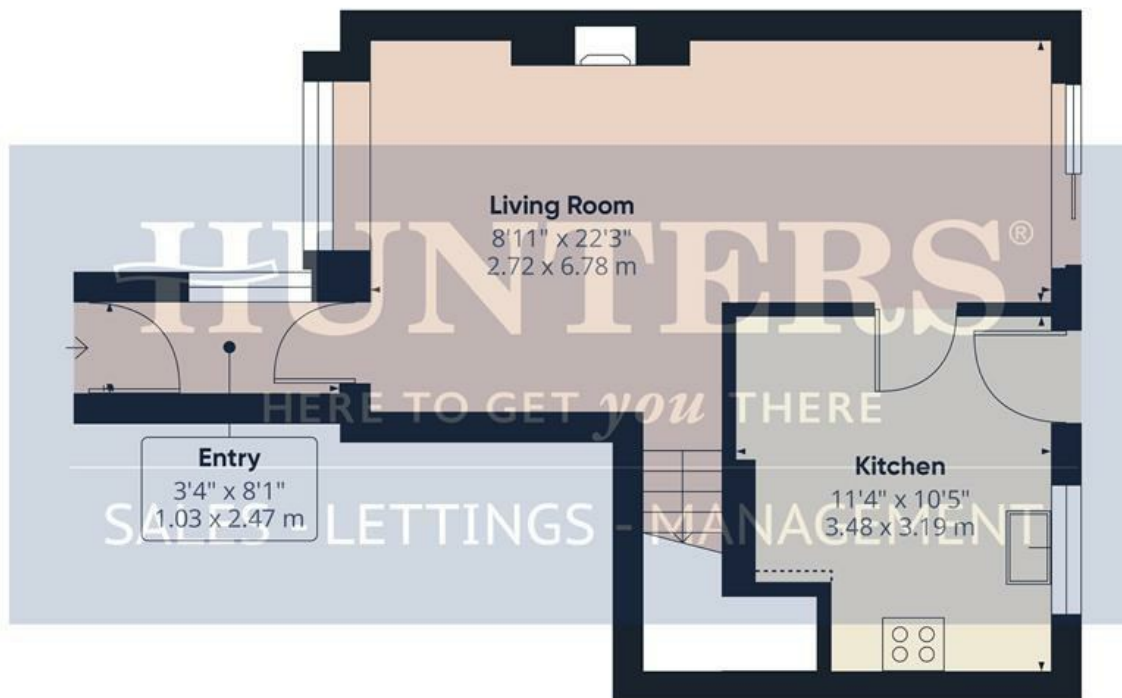 Living Room
8'11" x 22'3"
2.72 x 6.78 m
HUNTERS®
HERE TO GET you THERE
Entry
3'4" x 8'1"
1.03 x 2.47 m
Kitchen
11'4" x 10'5"
3.48 x 3.19 m
SALES - LETTINGS - MANAGEMENT